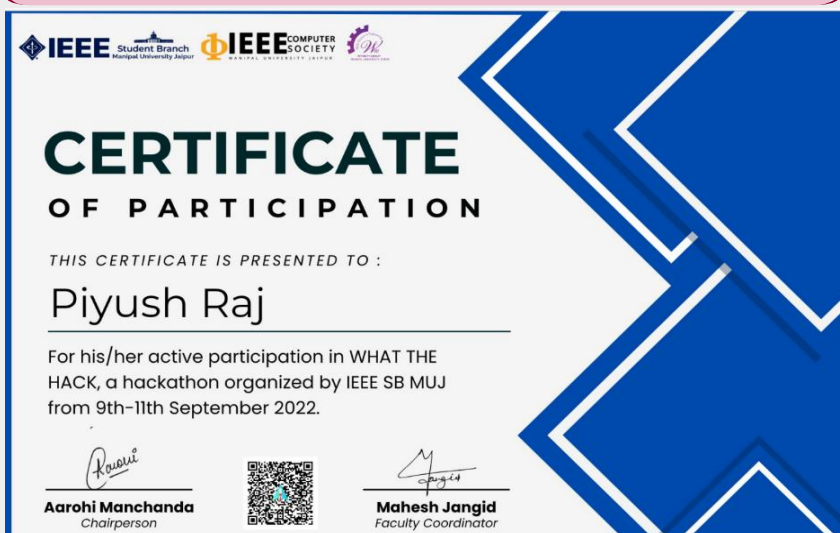 IEEE Student Branch
Manipal University Jaipur
IEEE COMPUTER
SOCIETY
MANIPAL UNIVERSITY JAIPUR
CERTIFICATE
OF PARTICIPATION
THIS CERTIFICATE IS PRESENTED TO :
Piyush Raj
For his/her active participation in WHAT THE
HACK, a hackathon organized by IEEE SB MUJ
from 9th-11th September 2022.
Aarohi Manchanda
Chairperson
Mahesh Jangid
Faculty Coordinator